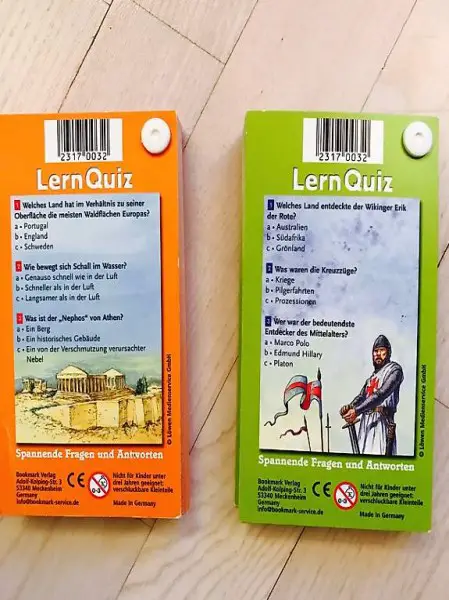 2317 0032
LernQuiz
1 Welches Land hat im Verhältnis zu seiner
Oberfläche die meisten Waldflächen Europas?
a • Portugal
b • England
c • Schweden
2 Wie bewegt sich Schall im Wasser?
a • Genauso schnell wie in der Luft
b • Schneller als in der Luft
c • Langsamer als in der Luft
3 Was ist der „Nephos" von Athen?
a • Ein Berg
b • Ein historisches Gebäude
c • Ein von der Verschmutzung verursachter
Nebel
© Löwen Medienservice GmbH
Spannende Fragen und Antworten
Bookmark Verlag
Adolf-Kolping-Str. 3
53340 Meckenheim
Germany
info@bookmark-service.de
CE
0-3
Nicht für Kinder unter
drei Jahren geeignet:
verschluckbare Kleinteile
Made in Germany
2317 0032
LernQuiz
1 Welches Land entdeckte der Wikinger Erik
der Rote?
a • Australien
b • Südafrika
c • Grönland
2 Was waren die Kreuzzüge?
a • Kriege
b • Pilgerfahrten
c • Prozessionen
3 Wer war der bedeutendste
Entdecker des Mittelalters?
a • Marco Polo
b • Edmund Hillary
c • Platon
© Löwen Medienservice GmbH
Spannende Fragen und Antworten
Bookmark Verlag
Adolf-Kolping-Str. 3
53340 Meckenheim
Germany
info@bookmark-service.de
CE
0-3
Nicht für Kinder unter
drei Jahren geeignet:
verschluckbare Kleinteile
Made in Germany